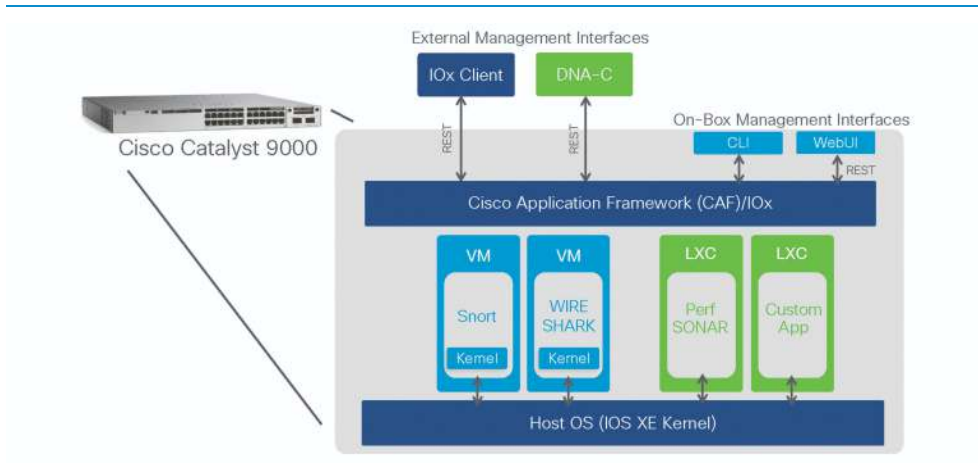 External Management Interfaces
IOx Client
DNA-C
REST
REST
On-Box Management Interfaces
CLI
WebUI
REST
Cisco Catalyst 9000
Cisco Application Framework (CAF)/IOx
VM
VM
LXC
LXC
Snort
WIRE
SHARK
Perf
SONAR
Custom
App
Kernel
Kernel
Host OS (IOS XE Kernel)